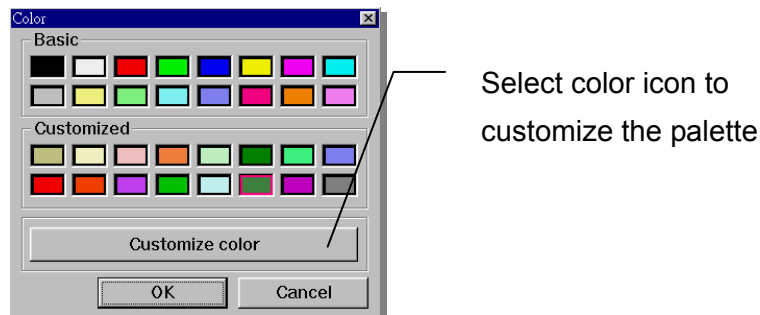 Color
Basic
Customized
Customize color
OK Cancel
Select color icon to
customize the palette